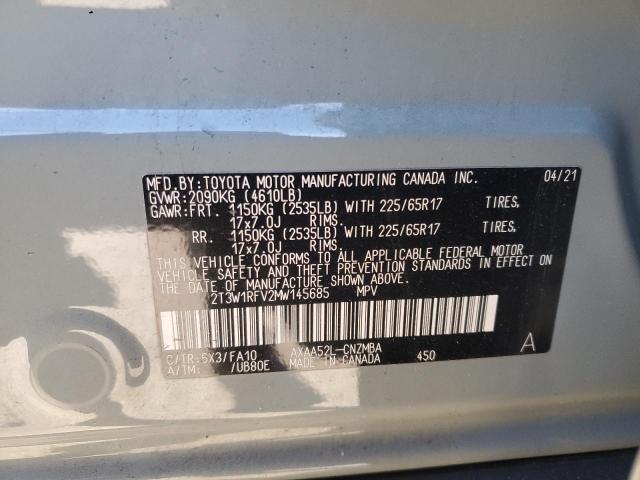 MFD.BY:TOYOTA MOTOR MANUFACTURING CANADA INC. 04/21
GVWR:2090KG (4610LB)
GAWR:FRT. 1150KG (2535LB) WITH 225/65R17 TIRES,
17x7.0J RIMS.
RR. 1150KG (2535LB) WITH 225/65R17 TIRES,
17x7.0J RIMS.
THIS VEHICLE CONFORMS TO ALL APPLICABLE FEDERAL MOTOR
VEHICLE SAFETY AND THEFT PREVENTION STANDARDS IN EFFECT
ON THE DATE OF MANUFACTURE SHOWN ABOVE.
2T3W1RFV2MW145685 MPV
C/TR:5X3/FA10 AXAA52L-CNZMBA
A/TM: /UB80E MADE IN CANADA 450 A